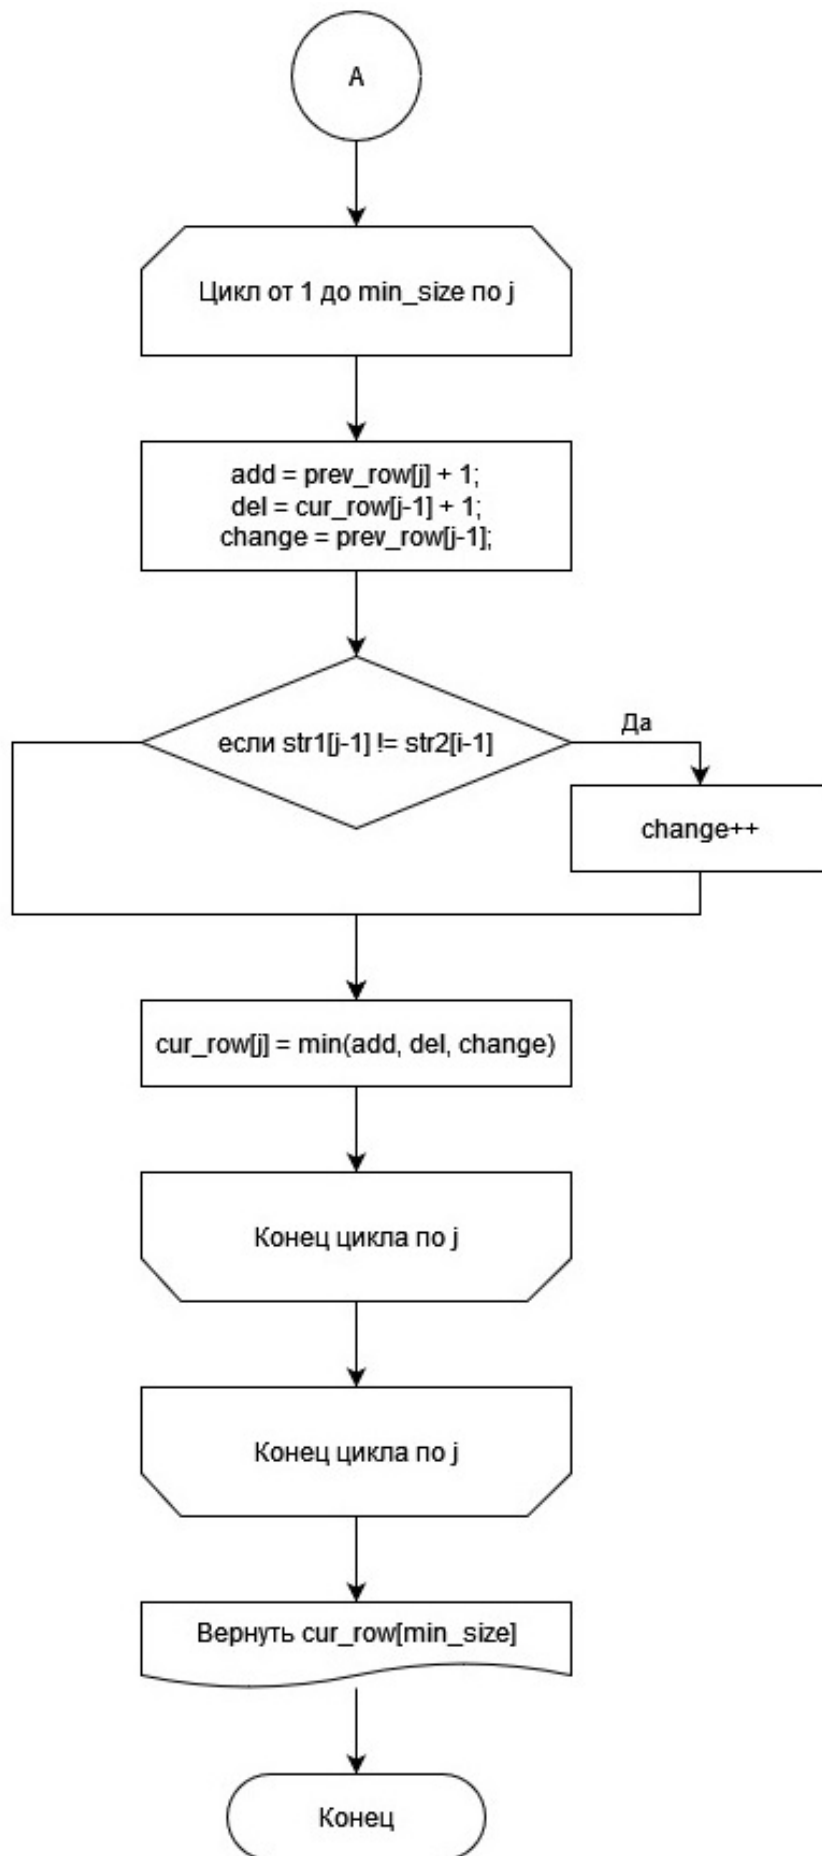 A
Цикл от 1 до min_size по j
add = prev_row[j] + 1;
del = cur_row[j-1] + 1;
change = prev_row[j-1];
если str1[j-1] != str2[i-1]
Да
change++
cur_row[j] = min(add, del, change)
Конец цикла по j
Конец цикла по j
Вернуть cur_row[min_size]
Конец